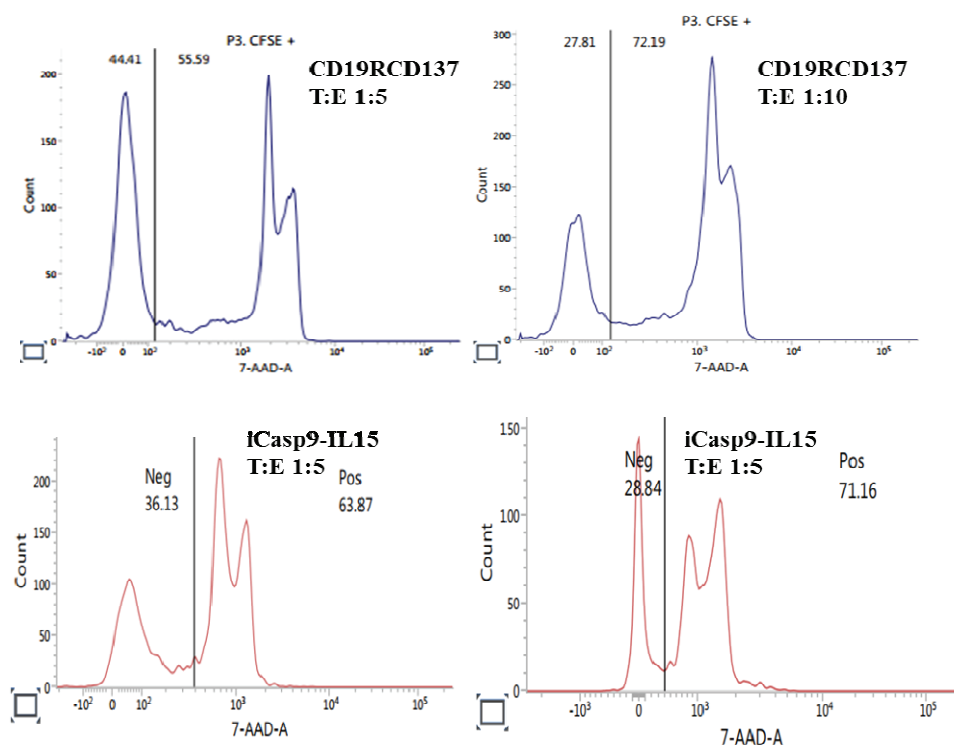 P3. CFSE +
44.41 55.59
CD19RCD137
T:E 1:5
200
150
100
50
0
Count
-10² 0 10² 10³ 10⁴ 10⁵
7-AAD-A
P3. CFSE +
27.81 72.19
CD19RCD137
T:E 1:10
300
250
200
150
100
50
0
Count
-10² 0 10² 10³ 10⁴ 10⁵
7-AAD-A
iCasp9-IL15
T:E 1:5
Neg Pos
36.13 63.87
200
150
100
50
0
Count
-10² 0 10² 10³ 10⁴ 10⁵
7-AAD-A
iCasp9-IL15
T:E 1:5
Neg Pos
28.84 71.16
150
100
50
0
Count
-10³ 0 10³ 10⁴ 10⁵
7-AAD-A